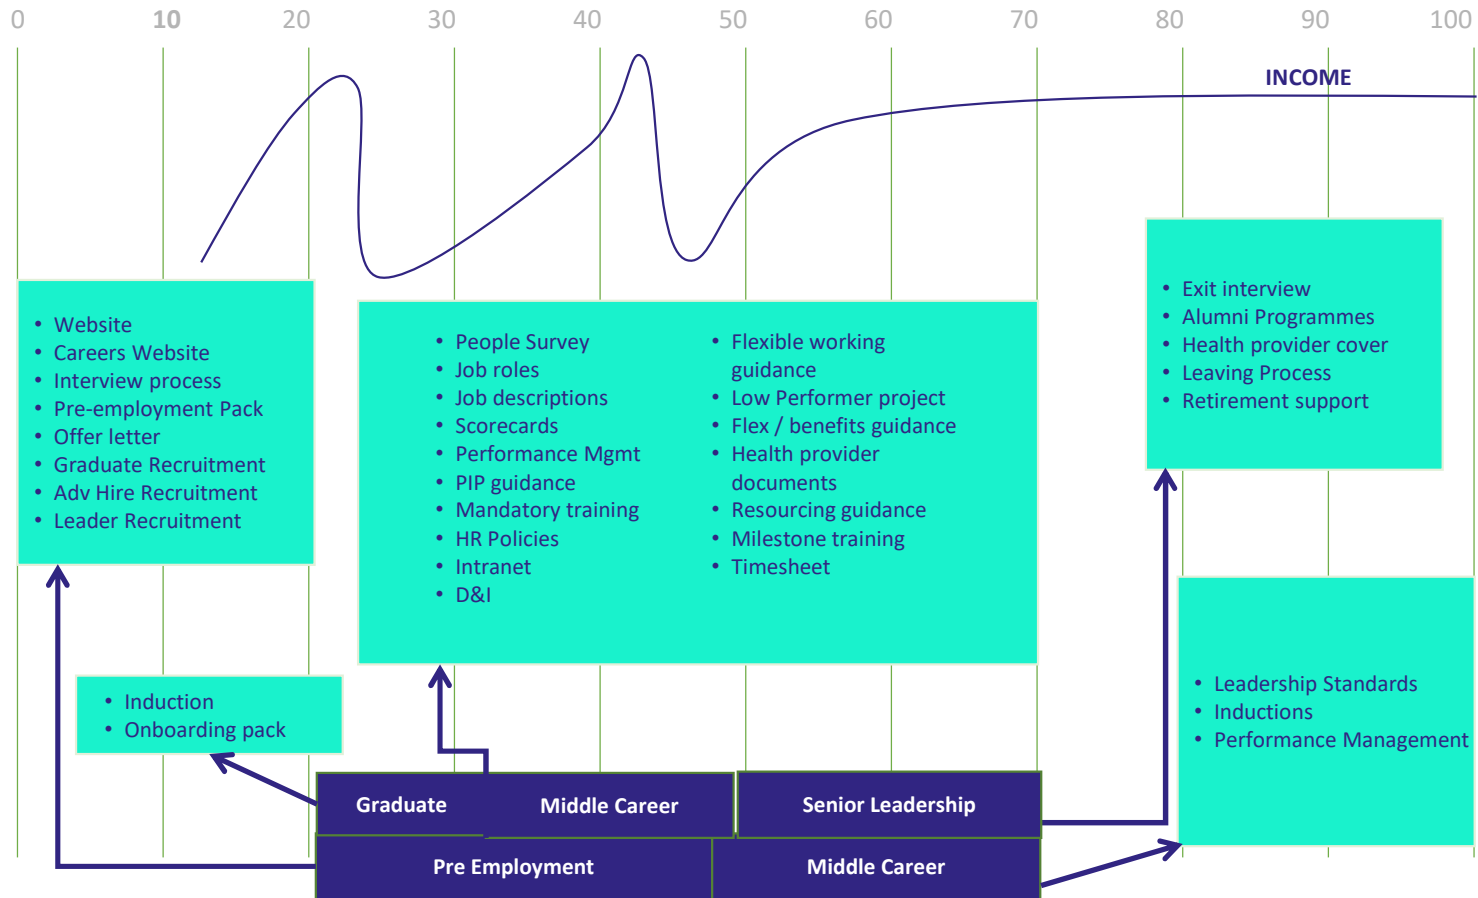 0 10 20 30 40 50 60 70 80 90 100
INCOME
• Website
• Careers Website
• Interview process
• Pre-employment Pack
• Offer letter
• Graduate Recruitment
• Adv Hire Recruitment
• Leader Recruitment
• People Survey
• Job roles
• Job descriptions
• Scorecards
• Performance Mgmt
• PIP guidance
• Mandatory training
• HR Policies
• Intranet
• D&I
• Flexible working
guidance
• Low Performer project
• Flex / benefits guidance
• Health provider
documents
• Resourcing guidance
• Milestone training
• Timesheet
• Exit interview
• Alumni Programmes
• Health provider cover
• Leaving Process
• Retirement support
• Induction
• Onboarding pack
• Leadership Standards
• Inductions
• Performance Management
Graduate
Middle Career
Senior Leadership
Pre Employment
Middle Career